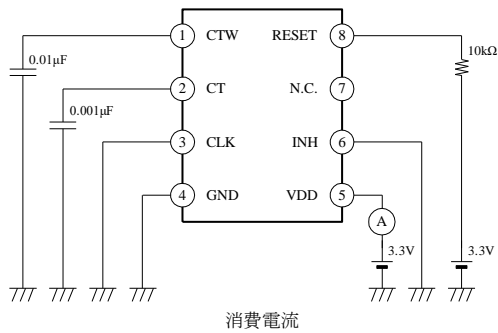 1 CTW RESET 8
0.01μF 10kΩ
2 CT N.C. 7
0.001μF
3 CLK INH 6
4 GND VDD 5
A
3.3V 3.3V
消費電流